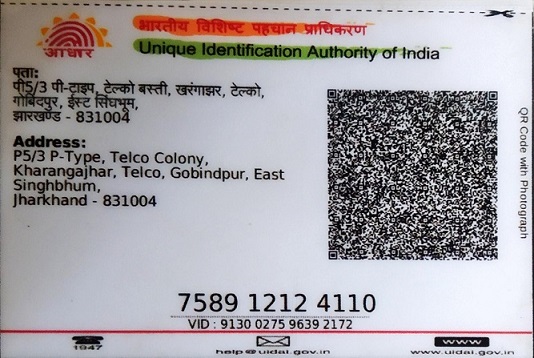 भारतीय विशिष्ट पहचान प्राधिकरण
Unique Identification Authority of India
आधार
पता:
पी5/3 पी-टाइप, टेल्को बस्ती, खरंगाझर, टेल्को,
गोबिंदपुर, ईस्ट सिंघभूम,
झारखण्ड - 831004
Address:
P5/3 P-Type, Telco Colony,
Kharangajhar, Telco, Gobindpur, East
Singhbhum,
Jharkhand - 831004
QR Code with Photograph
7589 1212 4110
VID : 9130 0275 9639 2172
1947
help@uidai.gov.in
www
www.uidai.gov.in